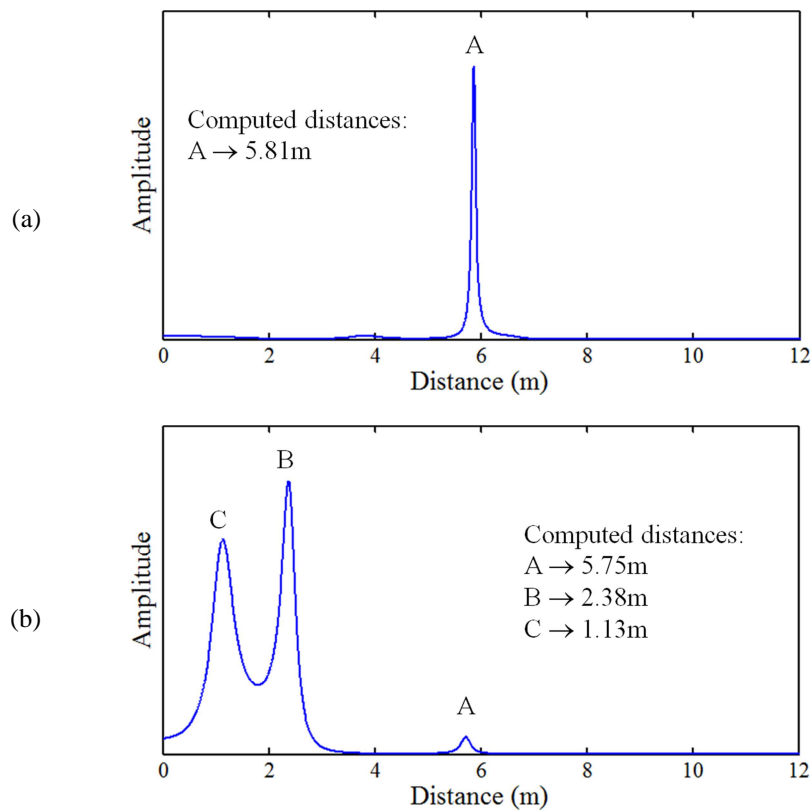 (a)
Amplitude
A
Computed distances:
A → 5.81m
0 2 4 6 8 10 12
Distance (m)
(b)
Amplitude
C
B
A
Computed distances:
A → 5.75m
B → 2.38m
C → 1.13m
0 2 4 6 8 10 12
Distance (m)